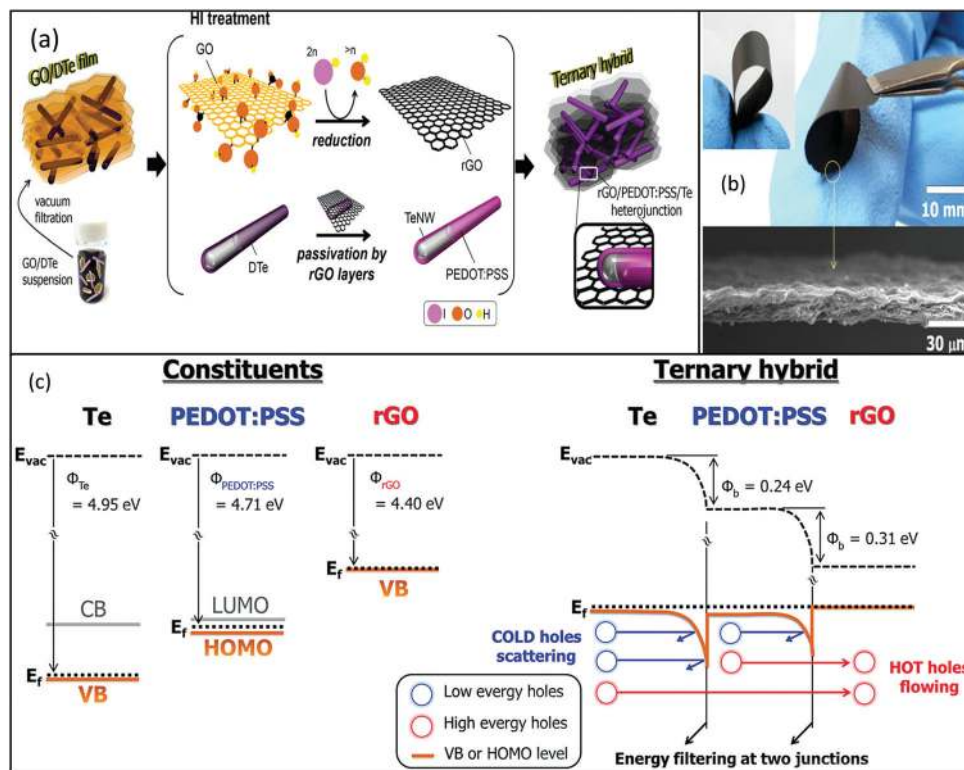 (a)
HI treatment
GO/DTe film
vacuum
filtration
GO/DTe
suspension
GO
2n
>n
reduction
rGO
DTe
passivation by
rGO layers
TeNW
PEDOT:PSS
I O H
Ternary hybrid
rGO/PEDOT:PSS/Te
heterojunction
(b)
10 mm
30 μm
(c)
Constituents
Te
PEDOT:PSS
rGO
Evac
ΦTe
= 4.95 eV
CB
Ef
VB
Evac
ΦPEDOT:PSS
= 4.71 eV
LUMO
Ef
HOMO
Evac
ΦrGO
= 4.40 eV
Ef
VB
Ternary hybrid
Te
PEDOT:PSS
rGO
Evac
Φb = 0.24 eV
Φb = 0.31 eV
Ef
COLD holes
scattering
HOT holes
flowing
Low evergy holes
High evergy holes
VB or HOMO level
Energy filtering at two junctions